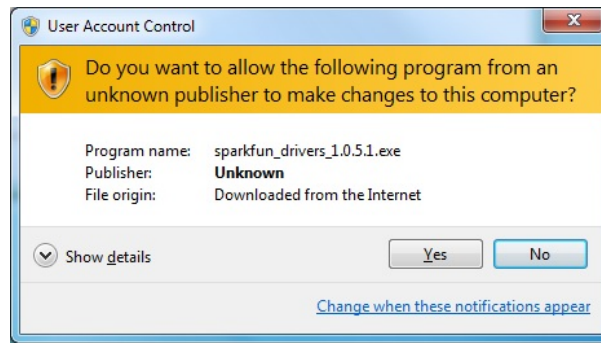 User Account Control
Do you want to allow the following program from an
unknown publisher to make changes to this computer?
Program name: sparkfun_drivers_1.0.5.1.exe
Publisher: Unknown
File origin: Downloaded from the Internet
Show details
Yes
No
Change when these notifications appear